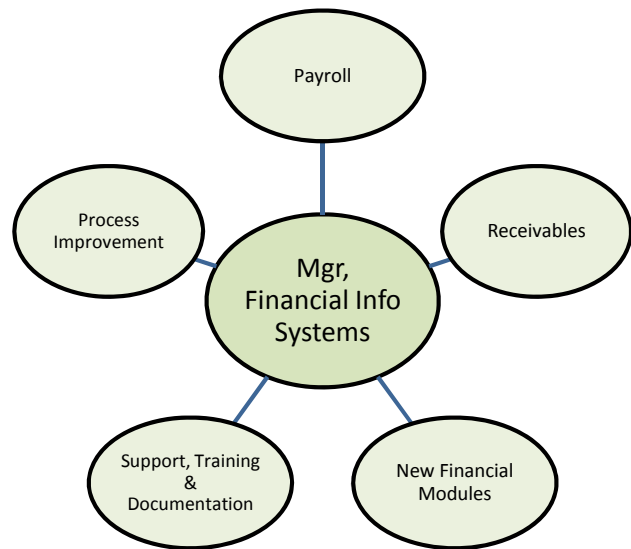 Payroll
Process
Improvement
Receivables
Mgr,
Financial Info
Systems
Support, Training
&
Documentation
New Financial
Modules